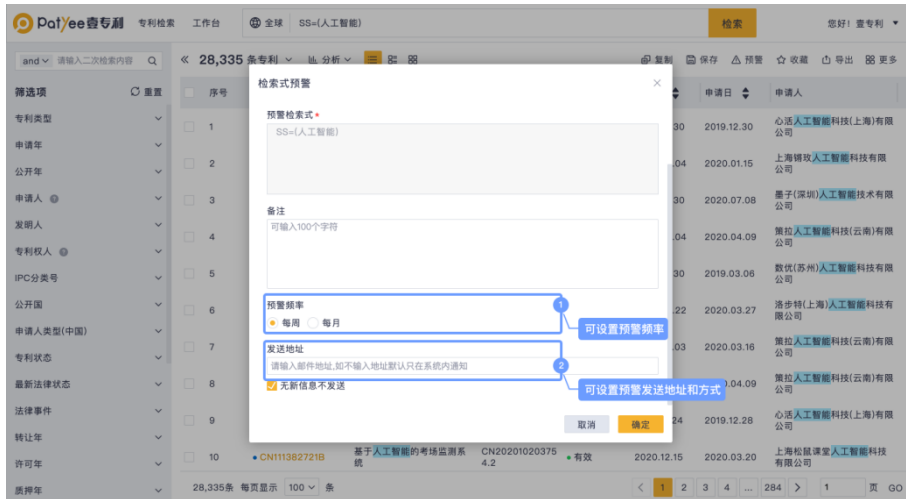 Patyee壹专利 专利检索 工作台 全球 SS=(人工智能) 检索 您好！壹专利
and 请输入二次检索内容
28,335 条专利 分析 复制 保存 预警 收藏 导出 更多
筛选项 重置
专利类型
申请年
公开年
申请人
发明人
专利权人
IPC分类号
公开国
申请人类型(中国)
专利状态
最新法律状态
法律事件
转让年
许可年
质押年
序号 申请日 申请人
1 30 2019.12.30 心活人工智能科技(上海)有限
公司
2 .04 2020.01.15 上海锵玫人工智能科技有限
公司
3 30 2020.07.08 墨子(深圳)人工智能技术有限
公司
4 .04 2020.04.09 策拉人工智能科技(云南)有限
公司
5 30 2019.03.06 数优(苏州)人工智能科技有限
公司
6 .22 2020.03.27 洛步特(上海)人工智能科技有
限公司
7 .03 2020.03.16 策拉人工智能科技(云南)有限
公司
8 .04.09 策拉人工智能科技(云南)有限
公司
9 24 2019.12.28 心活人工智能科技(上海)有限
公司
10 CN111382721B 基于人工智能的考场监测系
统 CN20201020375
4.2 有效 2020.12.15 2020.03.20 上海松鼠课堂人工智能科技
有限公司
28,335条 每页显示 100 条 1 2 3 4 ... 284 1 页 GO
检索式预警
预警检索式
SS=(人工智能)
备注
可输入100个字符
预警频率
每周 每月
1
可设置预警频率
发送地址
请输入邮件地址,如不输入地址默认只在系统内通知
2
无新信息不发送
可设置预警发送地址和方式
取消 确定